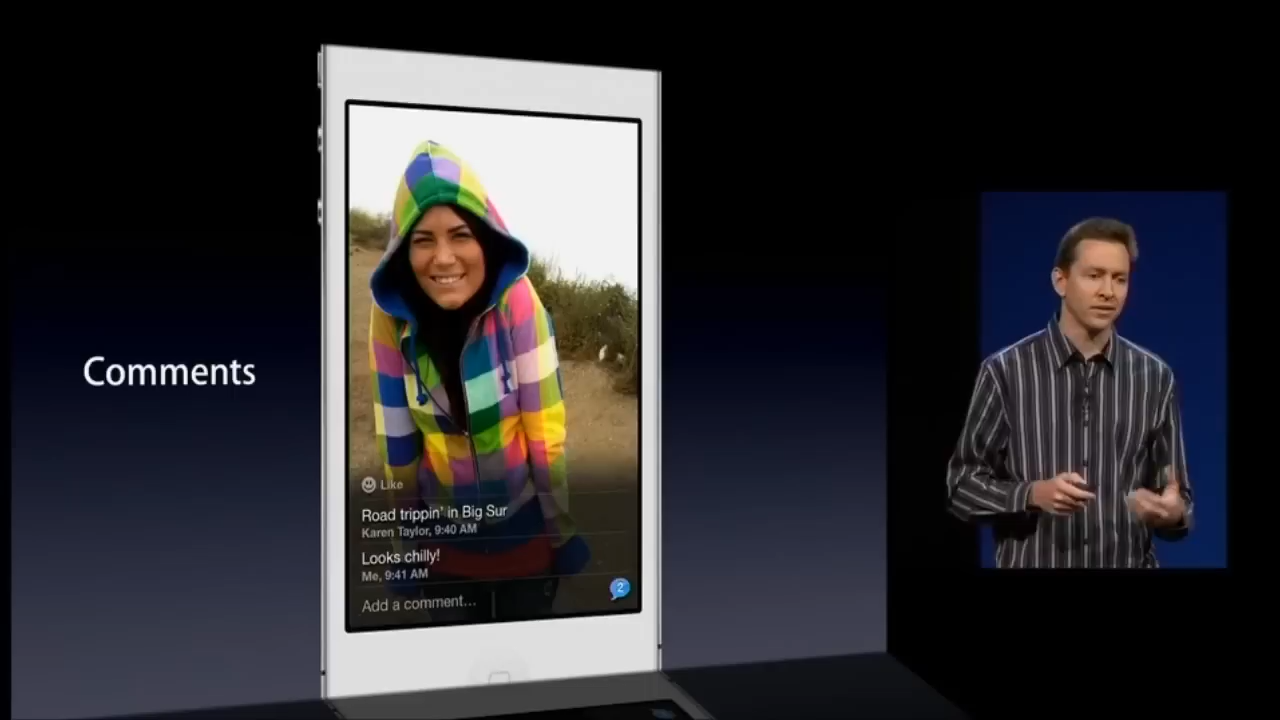 Comments
Like
Road trippin' in Big Sur
Karen Taylor, 9:40 AM
Looks chilly!
Me, 9:41 AM
2
Add a comment...